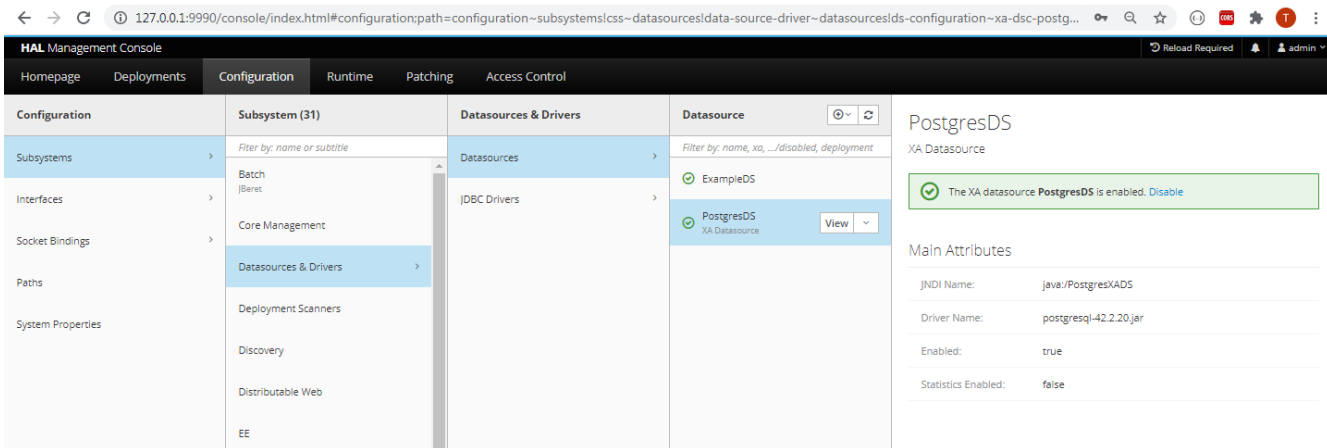 127.0.0.1:9990/console/index.html#configuration;path=configuration~subsystems!css~datasources!data-source-driver~datasources!ds-configuration~xa-dsc-postg...
CORS
T
HAL Management Console
Reload Required
admin
Homepage
Deployments
Configuration
Runtime
Patching
Access Control
Configuration
Subsystems
Interfaces
Socket Bindings
Paths
System Properties
Subsystem (31)
Filter by: name or subtitle
Batch
JBeret
Core Management
Datasources & Drivers
Deployment Scanners
Discovery
Distributable Web
EE
Datasources & Drivers
Datasources
JDBC Drivers
Datasource
Filter by: name, xa, .../disabled, deployment
ExampleDS
PostgresDS
XA Datasource
View
PostgresDS
XA Datasource
The XA datasource PostgresDS is enabled. Disable
Main Attributes
JNDI Name: java:/PostgresXADS
Driver Name: postgresql-42.2.20.jar
Enabled: true
Statistics Enabled: false